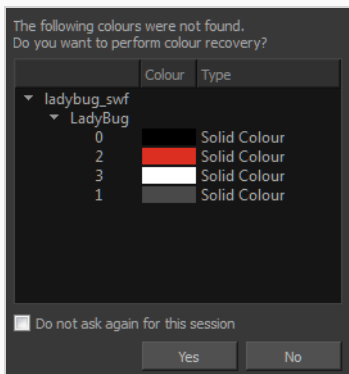 The following colours were not found.
Do you want to perform colour recovery?
Colour Type
ladybug_swf
LadyBug
0 Solid Colour
2 Solid Colour
3 Solid Colour
1 Solid Colour
Do not ask again for this session
Yes No